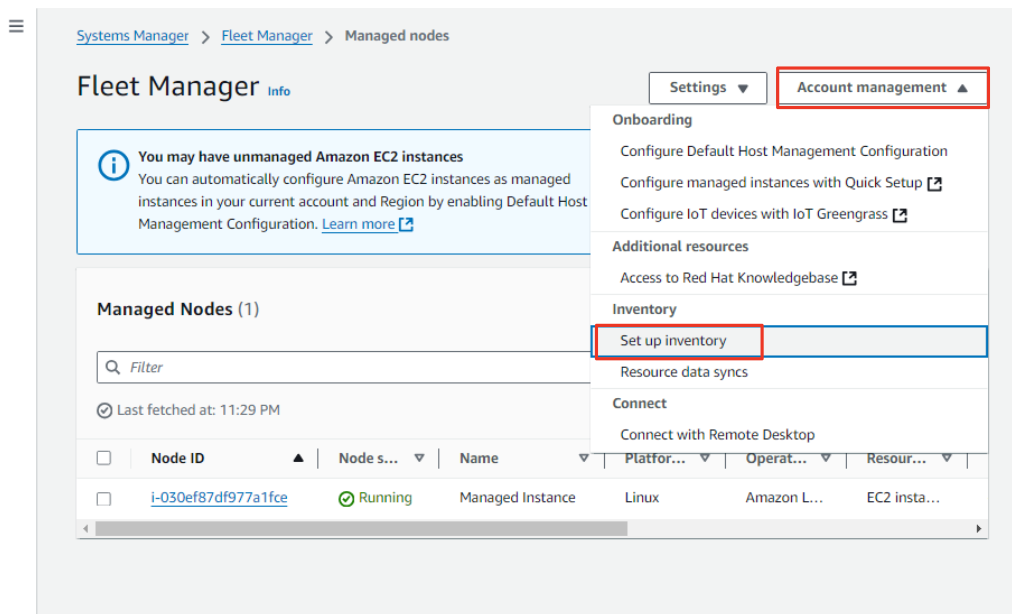 Systems Manager > Fleet Manager > Managed nodes
Fleet Manager Info
Settings ▼
Account management ▲
Onboarding
Configure Default Host Management Configuration
Configure managed instances with Quick Setup
Configure IoT devices with IoT Greengrass
Additional resources
Access to Red Hat Knowledgebase
Inventory
Set up inventory
Resource data syncs
Connect
Connect with Remote Desktop
You may have unmanaged Amazon EC2 instances
You can automatically configure Amazon EC2 instances as managed
instances in your current account and Region by enabling Default Host
Management Configuration. Learn more
Managed Nodes (1)
Filter
Last fetched at: 11:29 PM
Node ID Node s... Name Platfor... Operat... Resour...
i-030ef87df977a1fce Running Managed Instance Linux Amazon L... EC2 insta...